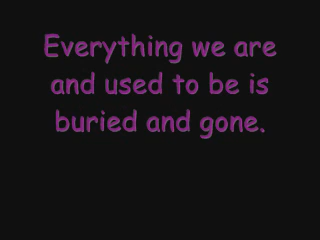 Everything we are
and used to be is
buried and gone.